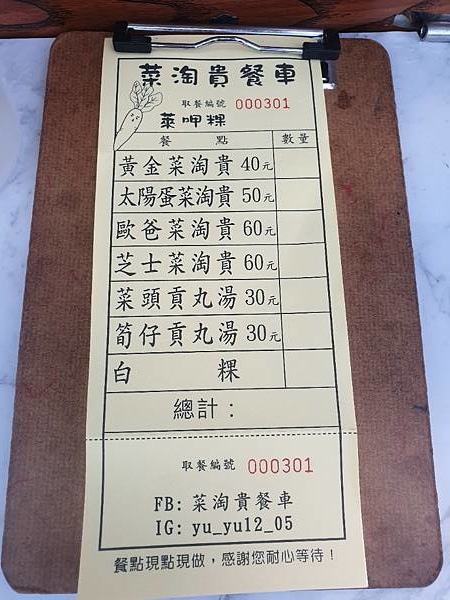 菜淘貴餐車
取餐編號 000301
菜呷粿
餐點 數量
黃金菜淘貴 40元
太陽蛋菜淘貴 50元
歐爸菜淘貴 60元
芝士菜淘貴 60元
菜頭貢丸湯 30元
筍仔貢丸湯 30元
白粿
總計：
取餐編號 000301
FB: 菜淘貴餐車
IG: yu_yu12_05
餐點現點現做，感謝您耐心等待！